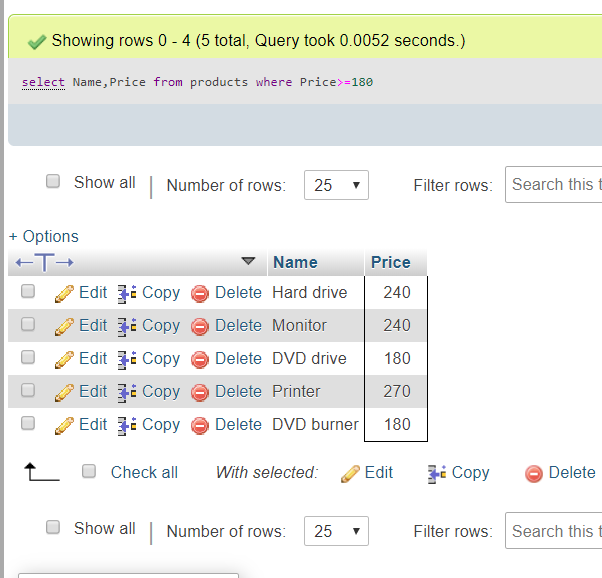 Showing rows 0 - 4 (5 total, Query took 0.0052 seconds.)
select Name,Price from products where Price>=180
Show all | Number of rows: 25 Filter rows: Search this t
+ Options
Name Price
Edit Copy Delete Hard drive 240
Edit Copy Delete Monitor 240
Edit Copy Delete DVD drive 180
Edit Copy Delete Printer 270
Edit Copy Delete DVD burner 180
Check all With selected: Edit Copy Delete
Show all | Number of rows: 25 Filter rows: Search this t